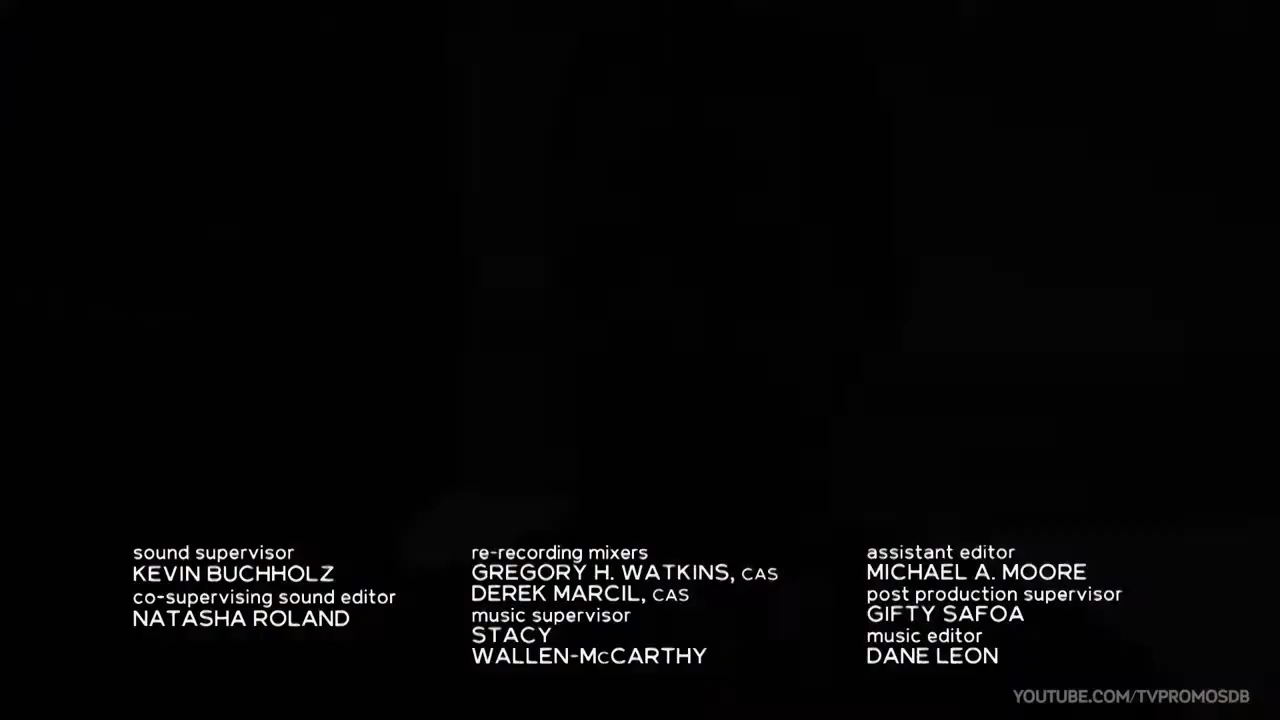 sound supervisor
KEVIN BUCHHOLZ
co-supervising sound editor
NATASHA ROLAND
re-recording mixers
GREGORY H. WATKINS, CAS
DEREK MARCIL, CAS
music supervisor
STACY
WALLEN-McCARTHY
assistant editor
MICHAEL A. MOORE
post production supervisor
GIFTY SAFOA
music editor
DANE LEON
YOUTUBE.COM/TVPROMOSDB